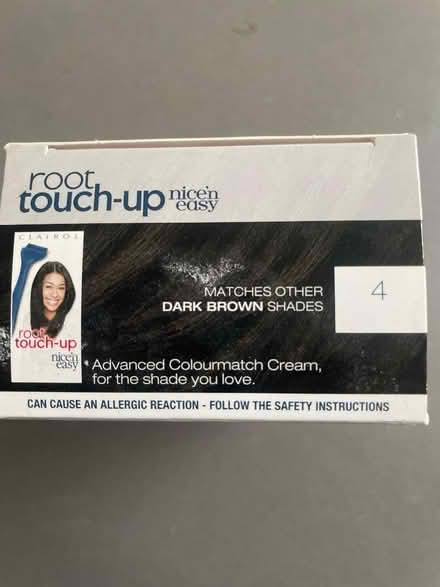 root
touch-up nice'n
easy
CLAIROL
MATCHES OTHER
DARK BROWN SHADES
4
root
touch-up
nice'n
easy
Advanced Colourmatch Cream,
for the shade you love.
CAN CAUSE AN ALLERGIC REACTION - FOLLOW THE SAFETY INSTRUCTIONS